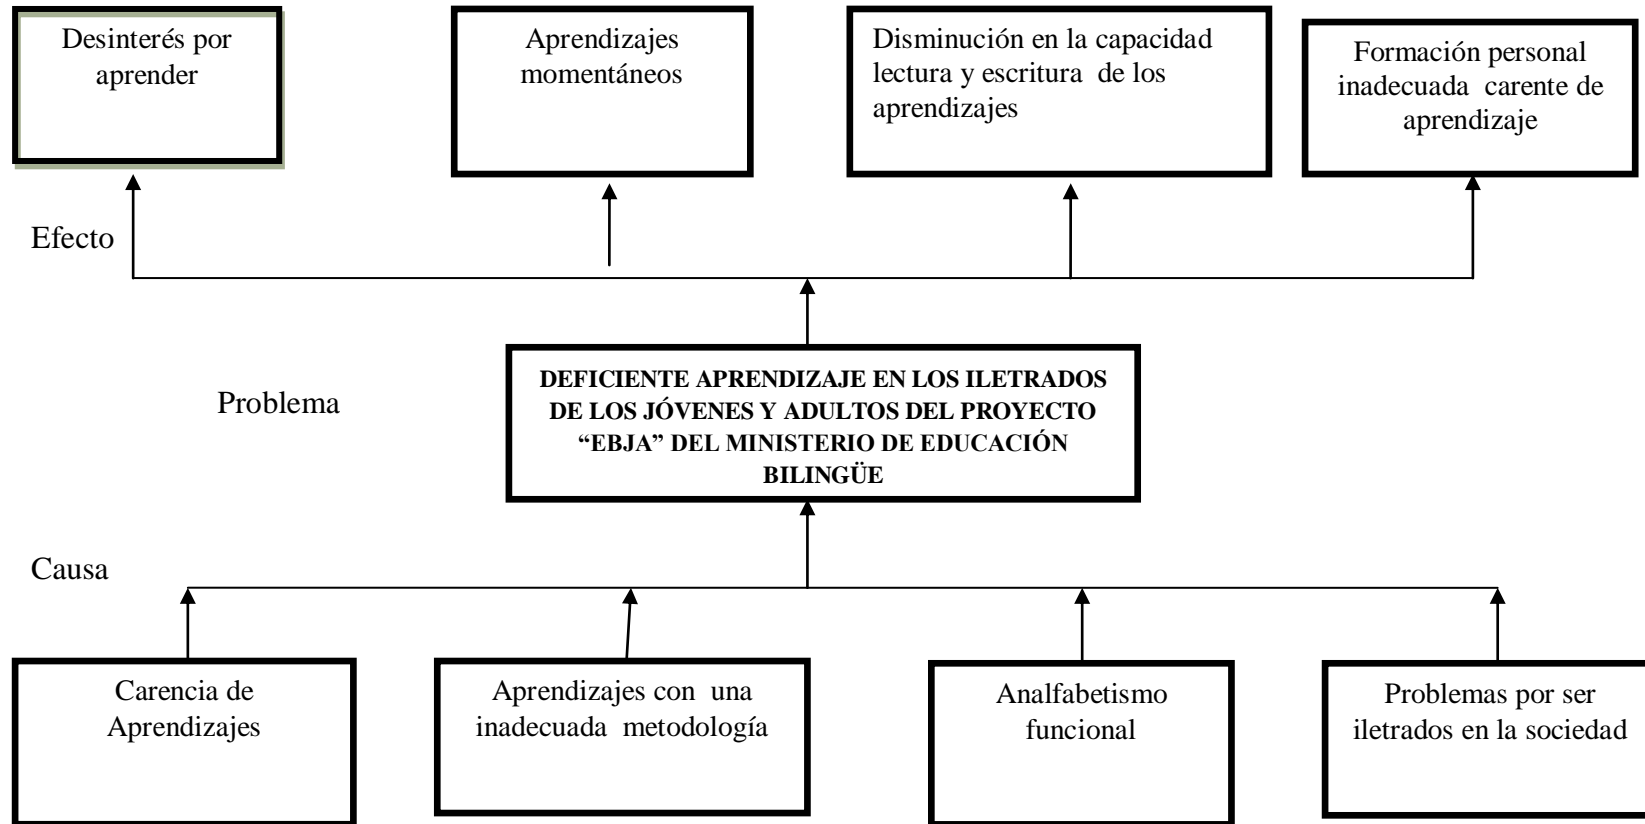 Desinterés por
aprender
Aprendizajes
momentáneos
Disminución en la capacidad
lectura y escritura de los
aprendizajes
Formación personal
inadecuada carente de
aprendizaje
Efecto
Problema
DEFICIENTE APRENDIZAJE EN LOS ILETRADOS
DE LOS JÓVENES Y ADULTOS DEL PROYECTO
“EBJA” DEL MINISTERIO DE EDUCACIÓN
BILINGÜE
Causa
Carencia de
Aprendizajes
Aprendizajes con una
inadecuada metodología
Analfabetismo
funcional
Problemas por ser
iletrados en la sociedad